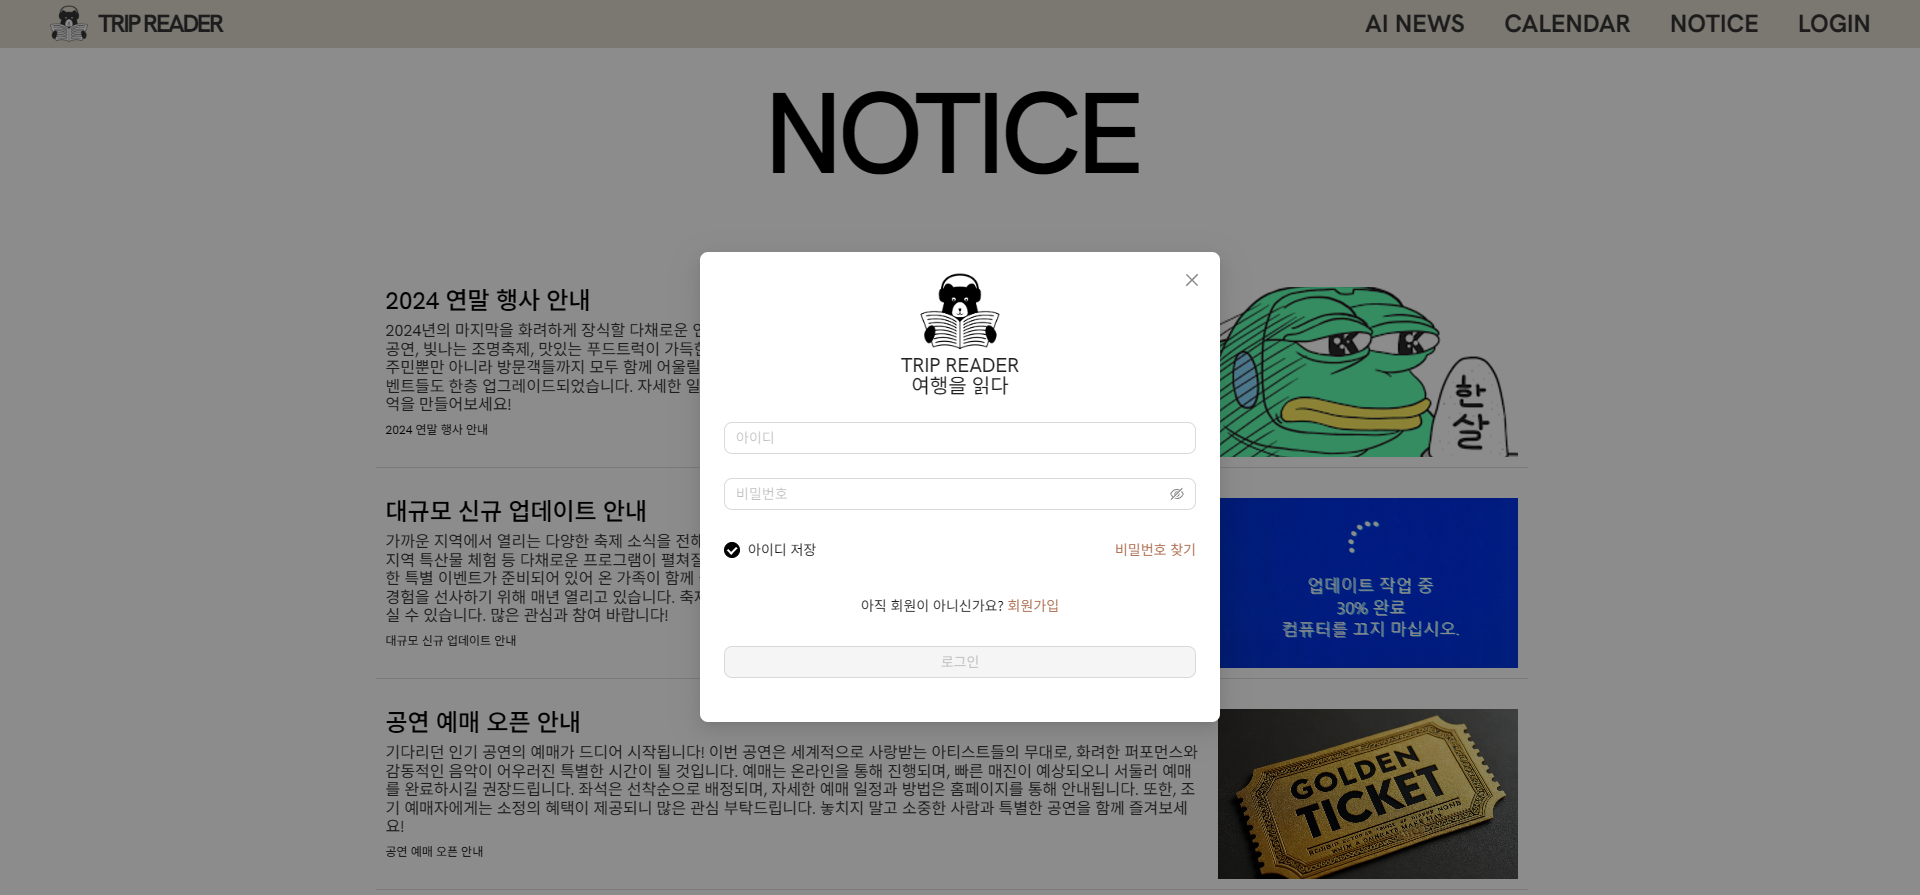 TRIP READER
AI NEWS
CALENDAR
NOTICE
LOGIN
NOTICE
2024 연말 행사 안내
2024년의 마지막을 화려하게 장식할 다채로운
공연, 빛나는 조명축제, 맛있는 푸드트럭이 가득한
주민뿐만 아니라 방문객들까지 모두 함께 어울릴
벤트들도 한층 업그레이드되었습니다. 자세한 일
억을 만들어보세요!
2024 연말 행사 안내
한
살
TRIP READER
여행을 읽다
아이디
비밀번호
아이디 저장
비밀번호 찾기
아직 회원이 아니신가요? 회원가입
로그인
대규모 신규 업데이트 안내
가까운 지역에서 열리는 다양한 축제 소식을 전해
지역 특산물 체험 등 다채로운 프로그램이 펼쳐질
한 특별 이벤트가 준비되어 있어 온 가족이 함께
경험을 선사하기 위해 매년 열리고 있습니다. 축제
실 수 있습니다. 많은 관심과 참여 바랍니다!
대규모 신규 업데이트 안내
업데이트 작업 중
30% 완료
컴퓨터를 끄지 마십시오.
공연 예매 오픈 안내
기다리던 인기 공연의 예매가 드디어 시작됩니다! 이번 공연은 세계적으로 사랑받는 아티스트들의 무대로, 화려한 퍼포먼스와
감동적인 음악이 어우러진 특별한 시간이 될 것입니다. 예매는 온라인을 통해 진행되며, 빠른 매진이 예상되오니 서둘러 예매
를 완료하시길 권장드립니다. 좌석은 선착순으로 배정되며, 자세한 예매 일정과 방법은 홈페이지를 통해 안내됩니다. 또한, 조
기 예매자에게는 소정의 혜택이 제공되니 많은 관심 부탁드립니다. 놓치지 말고 소중한 사람과 특별한 공연을 함께 즐겨보세
요!
공연 예매 오픈 안내
GOLDEN
TICKET